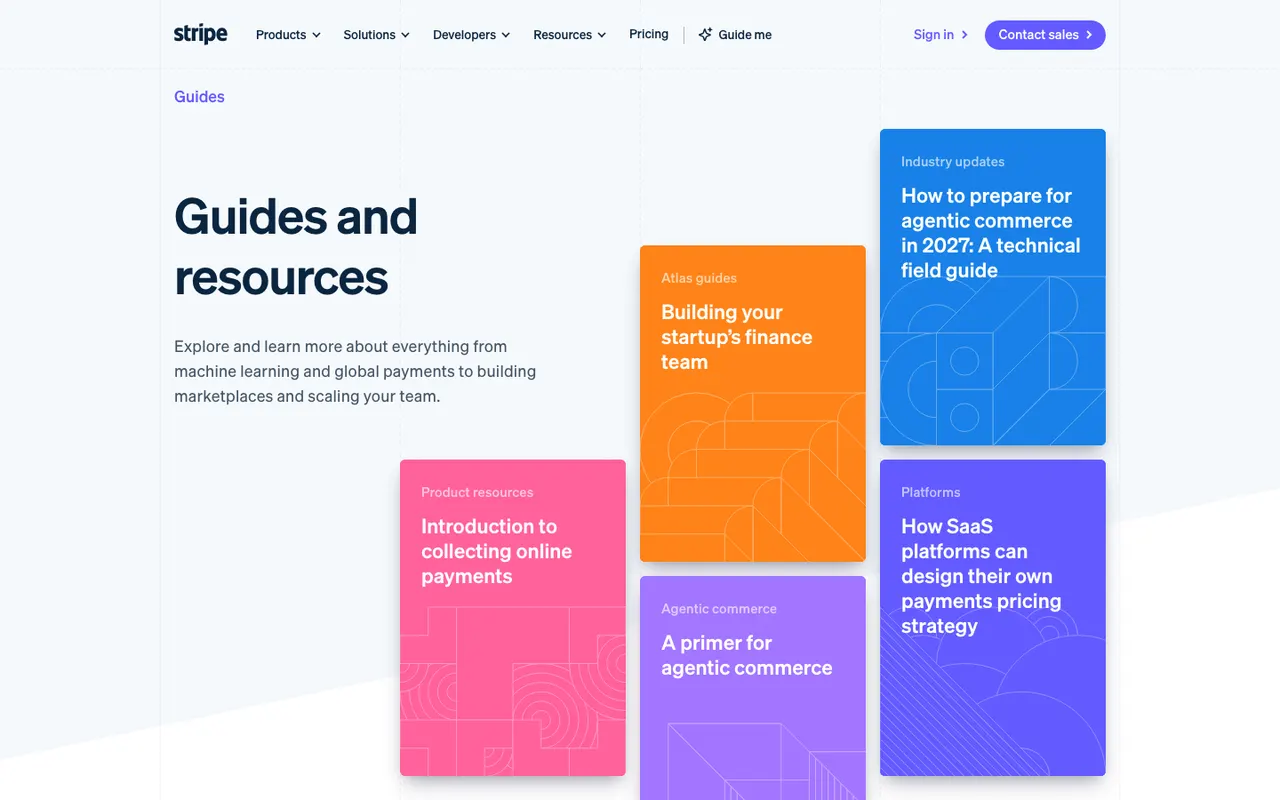 stripe
Products
Solutions
Developers
Resources
Pricing
Guide me
Sign in
Contact sales
Guides
Guides and
resources
Explore and learn more about everything from
machine learning and global payments to building
marketplaces and scaling your team.
Product resources
Introduction to
collecting online
payments
Atlas guides
Building your
startup’s finance
team
Agentic commerce
A primer for
agentic commerce
Industry updates
How to prepare for
agentic commerce
in 2027: A technical
field guide
Platforms
How SaaS
platforms can
design their own
payments pricing
strategy